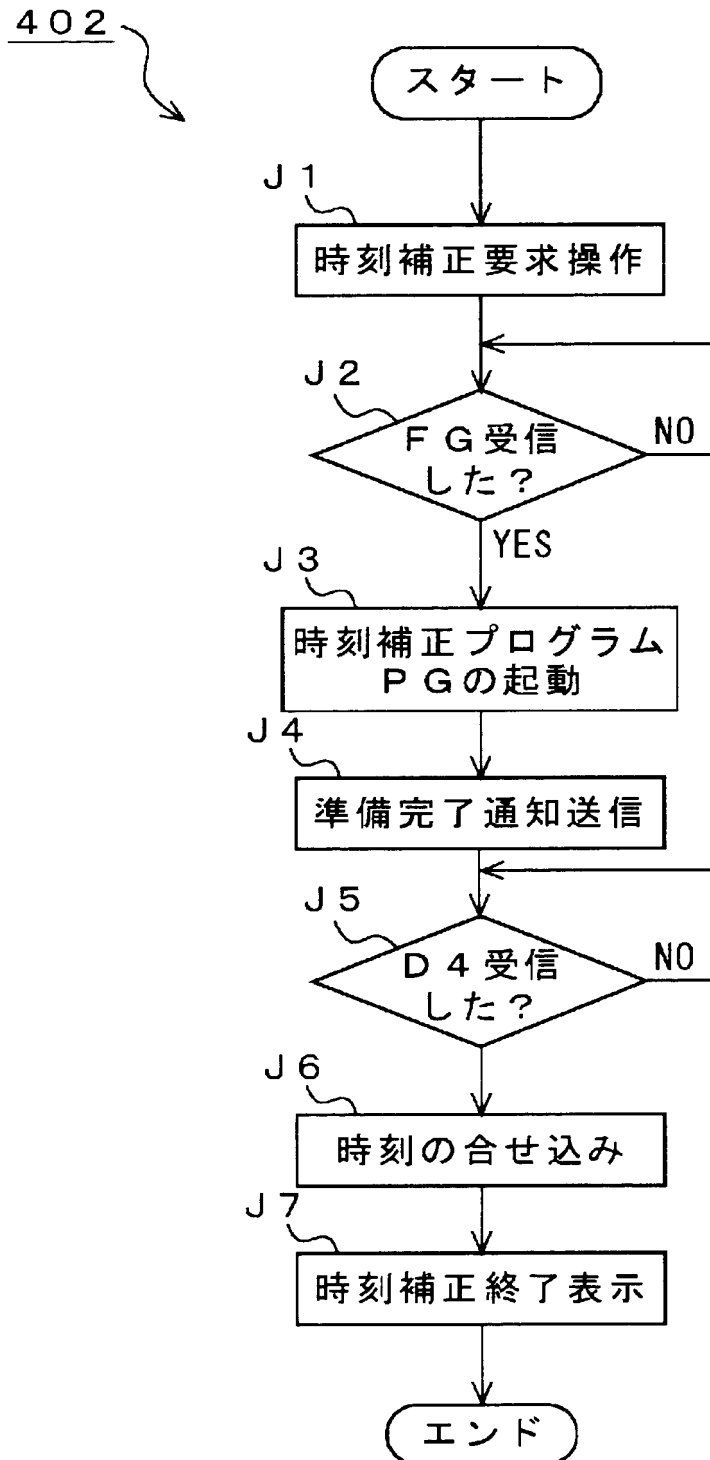 ４０２
スタート
Ｊ１
時刻補正要求操作
Ｊ２
ＦＧ受信
した？
NO
YES
Ｊ３
時刻補正プログラム
ＰＧの起動
Ｊ４
準備完了通知送信
Ｊ５
Ｄ４受信
した？
NO
Ｊ６
時刻の合せ込み
Ｊ７
時刻補正終了表示
エンド